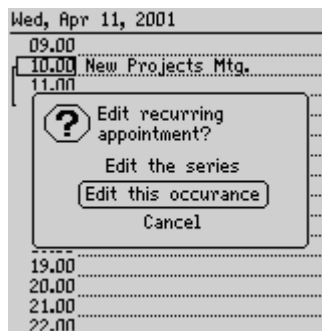 Wed, Apr 11, 2001
09.00
10.00 New Projects Mtg.
11.00
Edit recurring
appointment?
Edit the series
Edit this occurance
Cancel
19.00
20.00
21.00
22.00